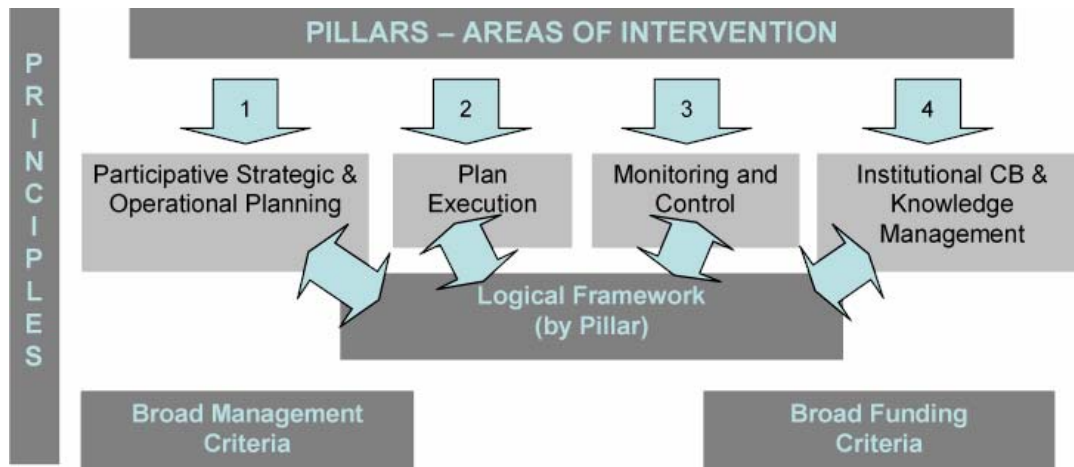 PRINCIPLES
PILLARS – AREAS OF INTERVENTION
1
2
3
4
Participative Strategic &
Operational Planning
Plan
Execution
Monitoring and
Control
Institutional CB &
Knowledge
Management
Logical Framework
(by Pillar)
Broad Management
Criteria
Broad Funding
Criteria